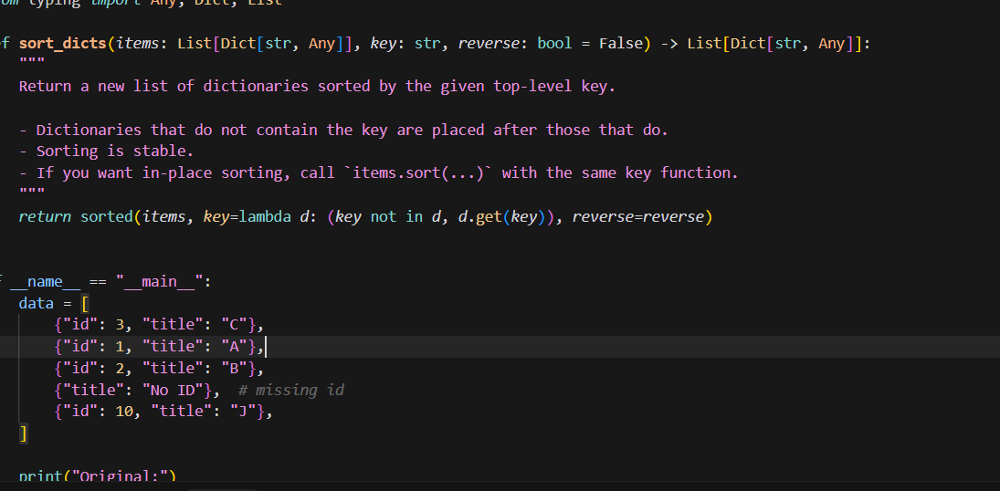 om typing import Any, Dict, List
ef sort_dicts(items: List[Dict[str, Any]], key: str, reverse: bool = False) -> List[Dict[str, Any]]:
"""
Return a new list of dictionaries sorted by the given top-level key.
- Dictionaries that do not contain the key are placed after those that do.
- Sorting is stable.
- If you want in-place sorting, call `items.sort(...)` with the same key function.
"""
return sorted(items, key=lambda d: (key not in d, d.get(key)), reverse=reverse)
f __name__ == "__main__":
data = [
{"id": 3, "title": "C"},
{"id": 1, "title": "A"},
{"id": 2, "title": "B"},
{"title": "No ID"},  # missing id
{"id": 10, "title": "J"},
]
print("Original:")